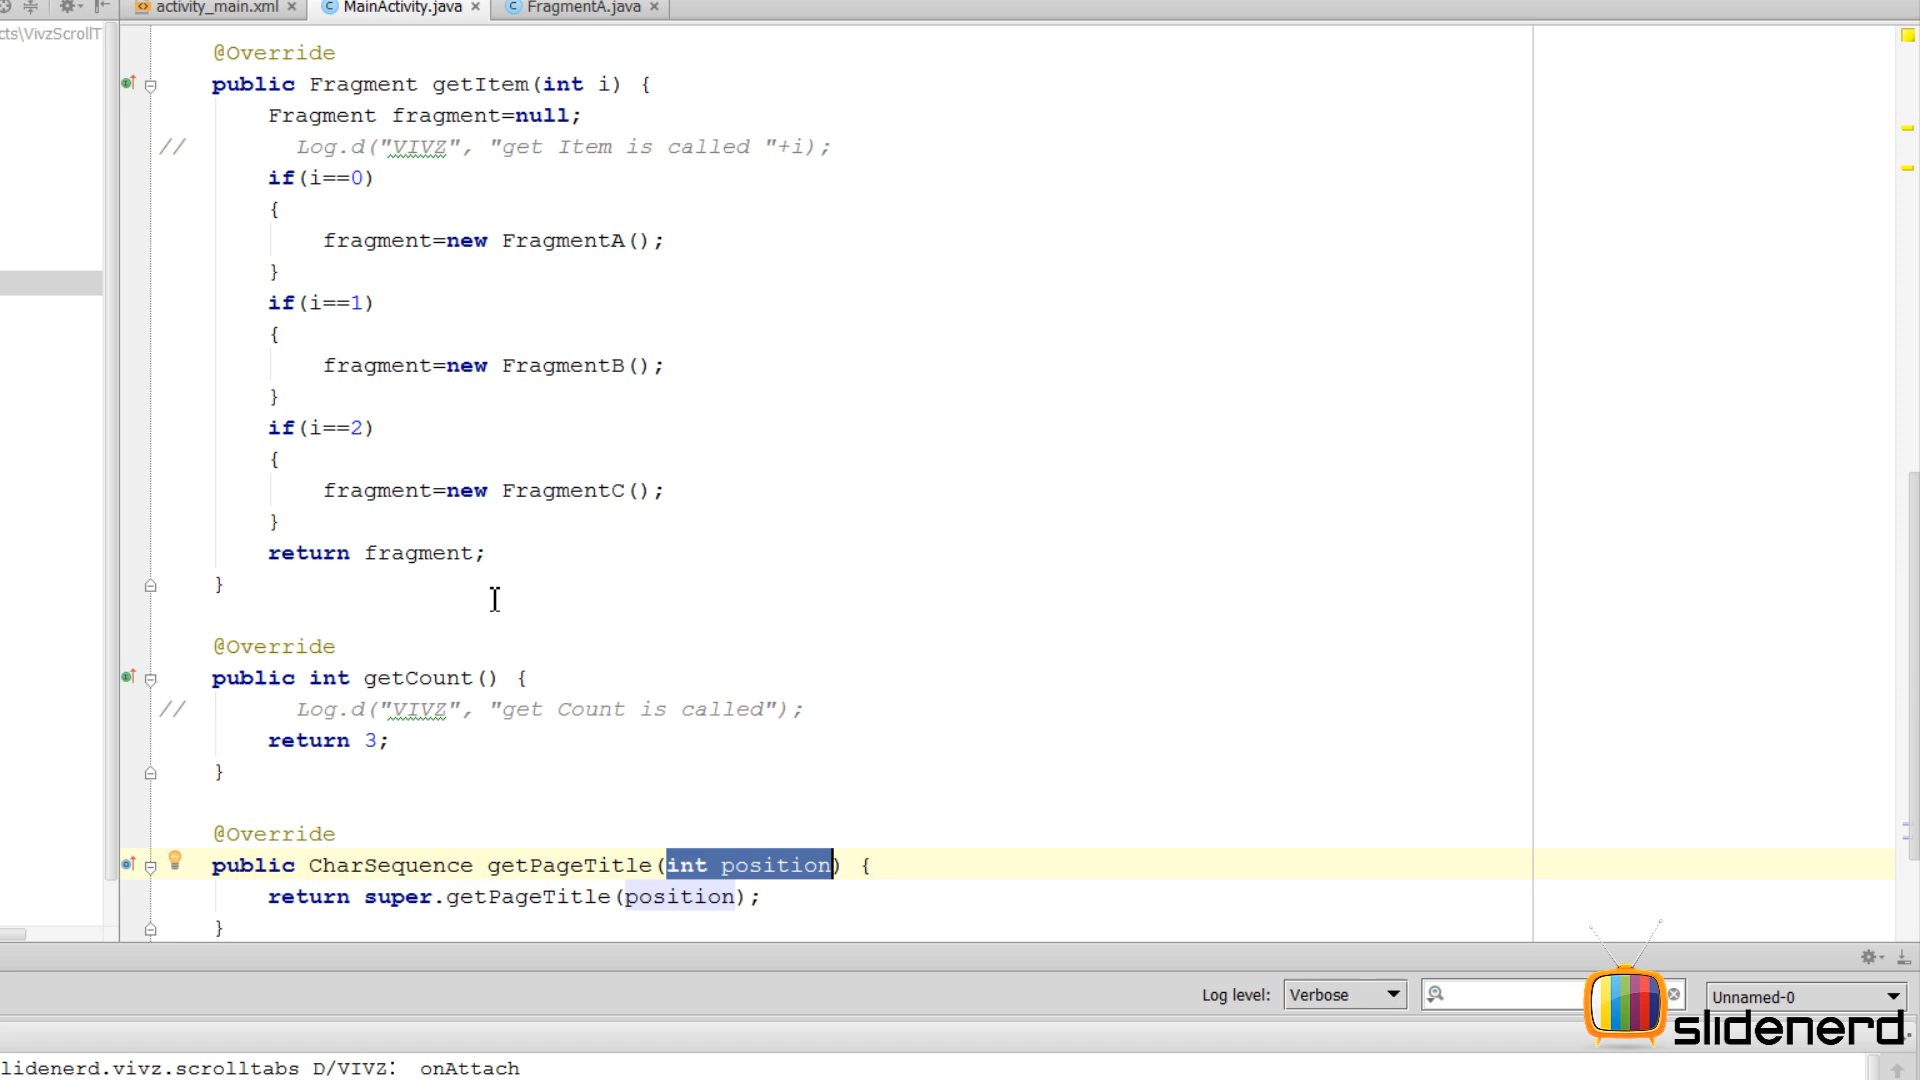 activity_main.xml MainActivity.java FragmentA.java
cts\VivzScrollT
@Override
public Fragment getItem(int i) {
Fragment fragment=null;
// Log.d("VIVZ", "get Item is called "+i);
if(i==0)
{
fragment=new FragmentA();
}
if(i==1)
{
fragment=new FragmentB();
}
if(i==2)
{
fragment=new FragmentC();
}
return fragment;
}
@Override
public int getCount() {
// Log.d("VIVZ", "get Count is called");
return 3;
}
@Override
public CharSequence getPageTitle(int position) {
return super.getPageTitle(position);
}
Log level: Verbose Unnamed-0
slidenerd
lidenerd.vivz.scrolltabs D/VIVZ: onAttach